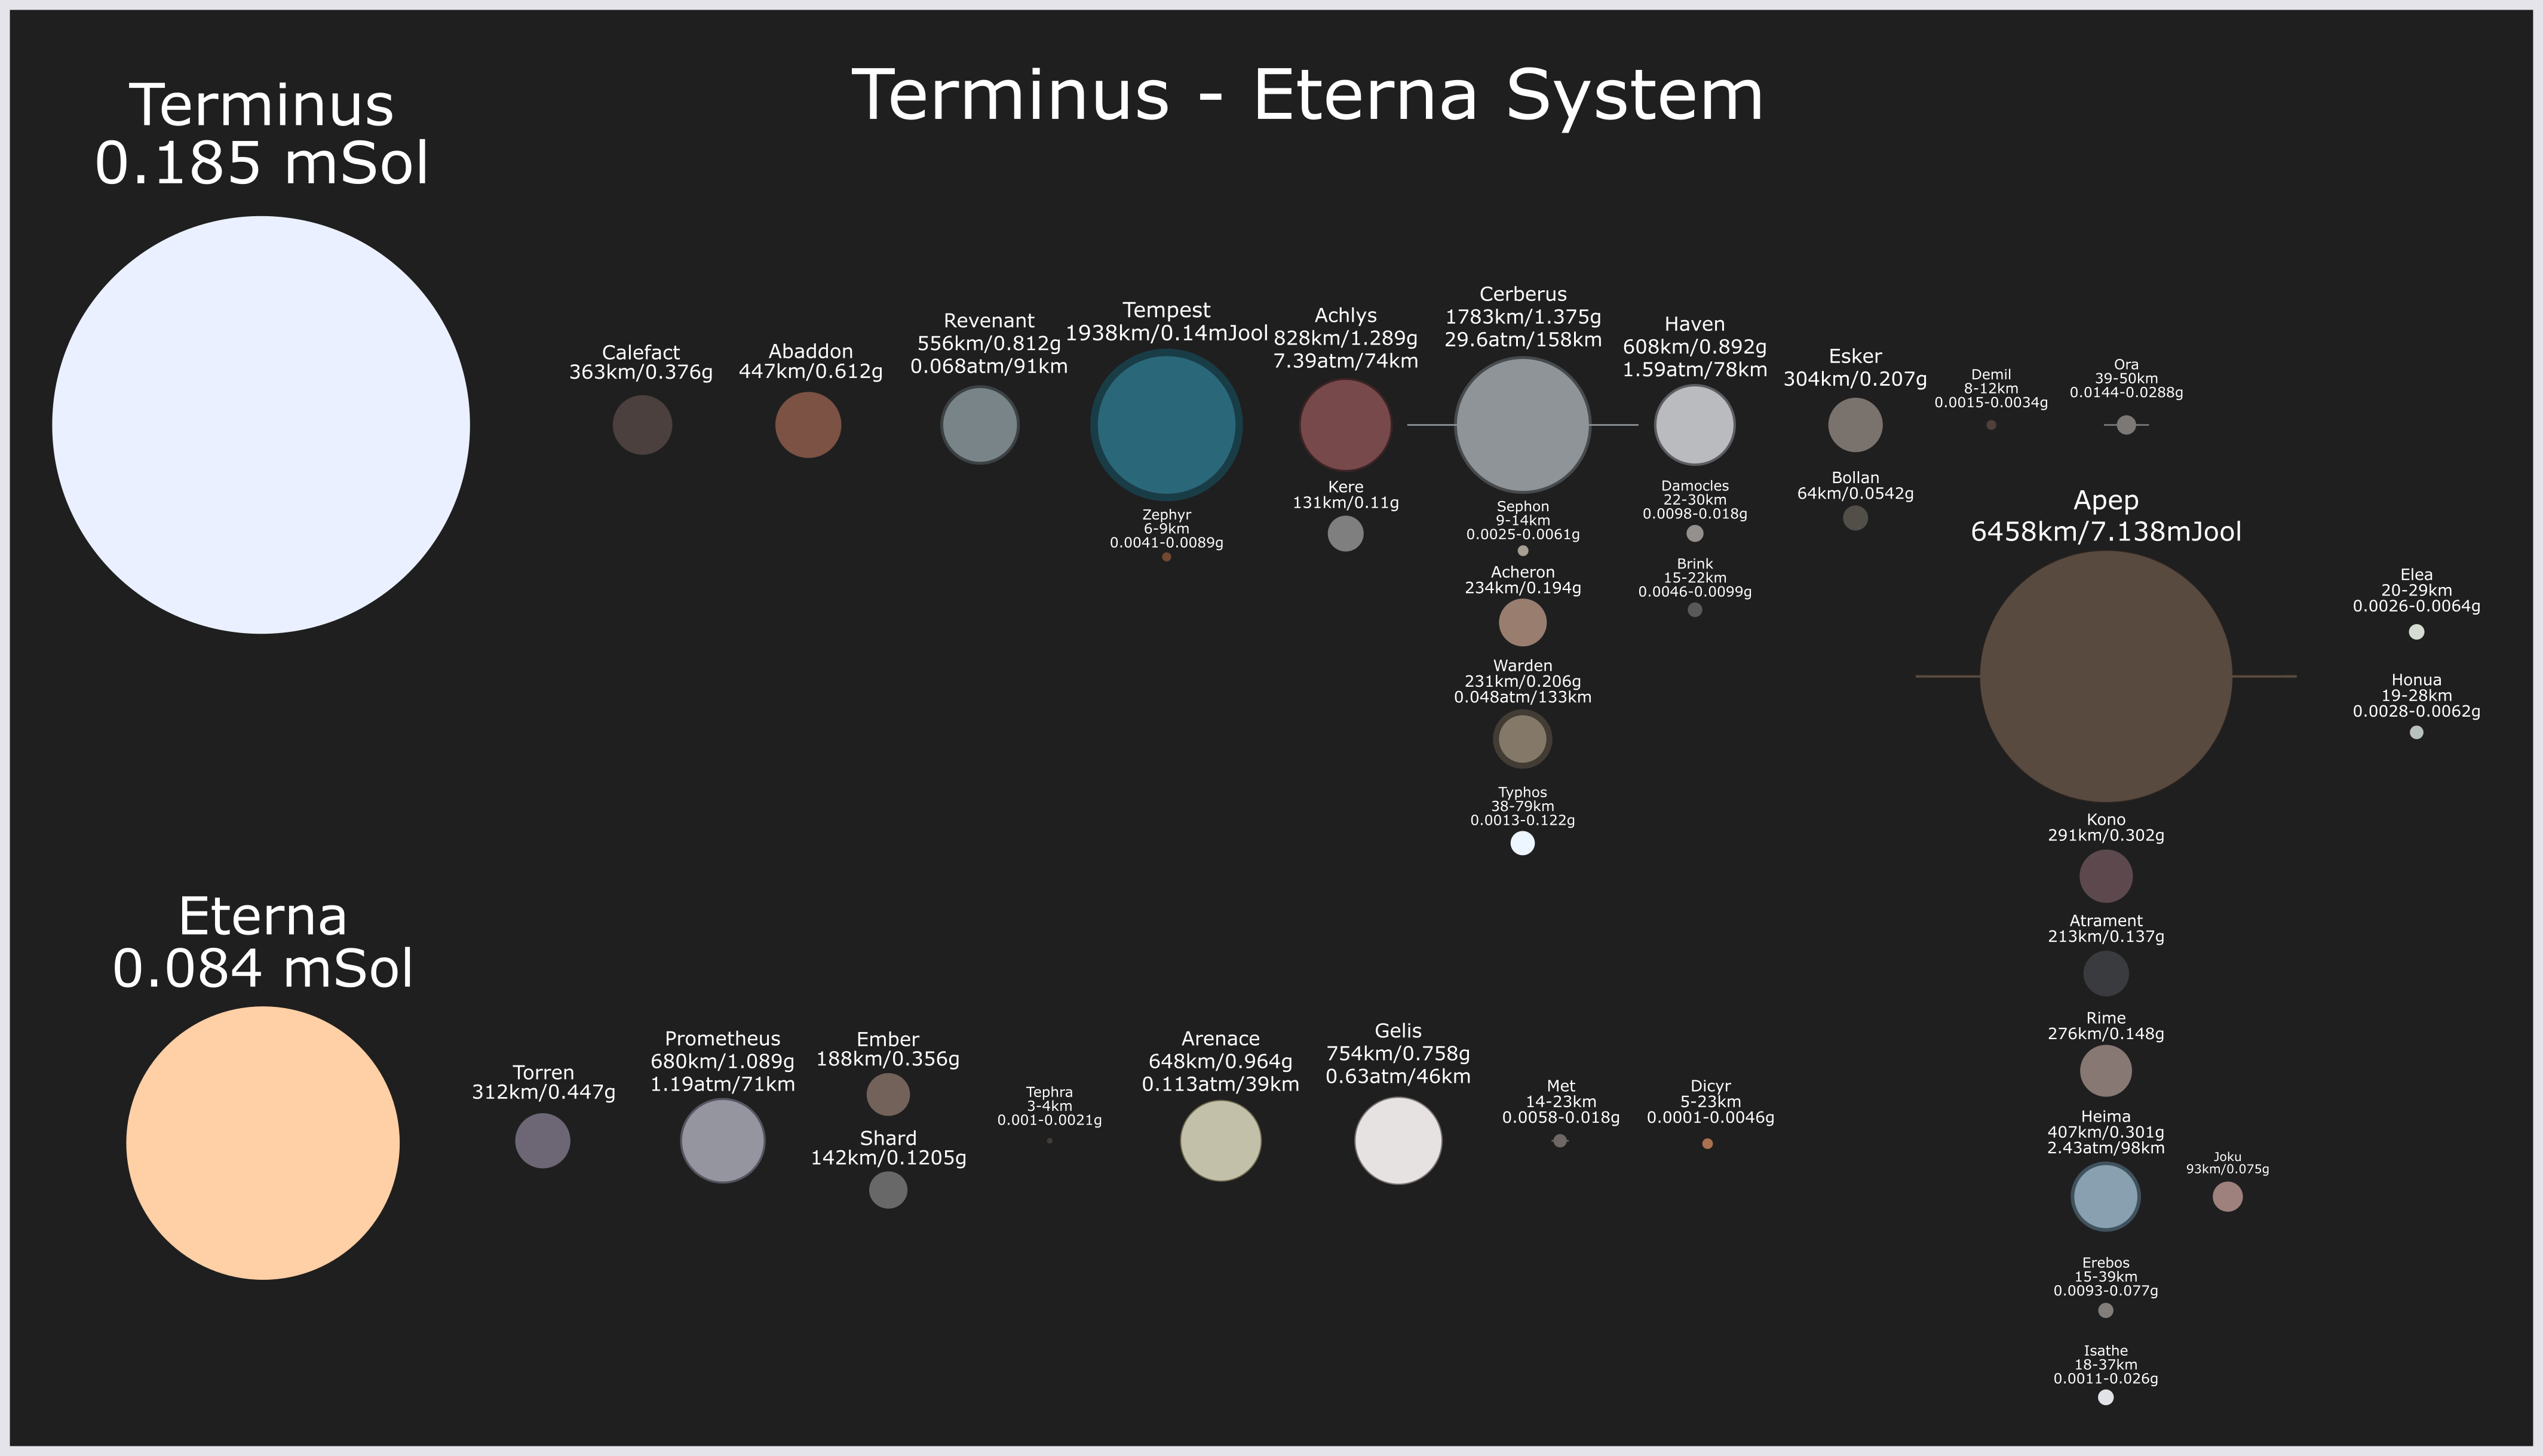 Terminus - Eterna System
Terminus
0.185 mSol
Calefact
363km/0.376g
Abaddon
447km/0.612g
Revenant
556km/0.812g
0.068atm/91km
Tempest
1938km/0.14mJool
Zephyr
6-9km
0.0041-0.0089g
Achlys
828km/1.289g
7.39atm/74km
Kere
131km/0.11g
Cerberus
1783km/1.375g
29.6atm/158km
Sephon
9-14km
0.0025-0.0061g
Acheron
234km/0.194g
Warden
231km/0.206g
0.048atm/133km
Typhos
38-79km
0.0013-0.122g
Haven
608km/0.892g
1.59atm/78km
Damocles
22-30km
0.0098-0.018g
Brink
15-22km
0.0046-0.0099g
Esker
304km/0.207g
Bollan
64km/0.0542g
Demil
8-12km
0.0015-0.0034g
Ora
39-50km
0.0144-0.0288g
Apep
6458km/7.138mJool
Kono
291km/0.302g
Atrament
213km/0.137g
Rime
276km/0.148g
Heima
407km/0.301g
2.43atm/98km
Joku
93km/0.075g
Erebos
15-39km
0.0093-0.077g
Isathe
18-37km
0.0011-0.026g
Elea
20-29km
0.0026-0.0064g
Honua
19-28km
0.0028-0.0062g
Eterna
0.084 mSol
Torren
312km/0.447g
Prometheus
680km/1.089g
1.19atm/71km
Ember
188km/0.356g
Shard
142km/0.1205g
Tephra
3-4km
0.001-0.0021g
Arenace
648km/0.964g
0.113atm/39km
Gelis
754km/0.758g
0.63atm/46km
Met
14-23km
0.0058-0.018g
Dicyr
5-23km
0.0001-0.0046g